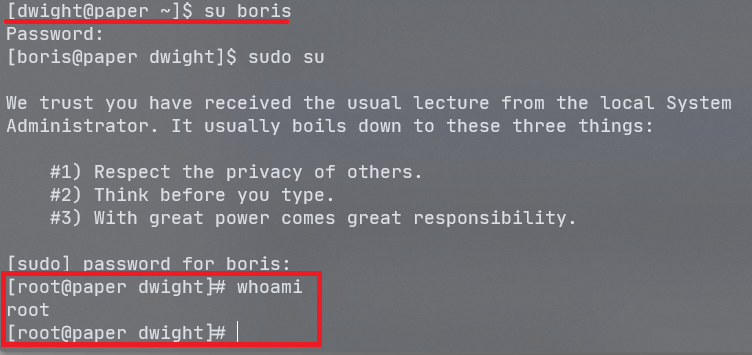 [dwight@paper ~]$ su boris
Password:
[boris@paper dwight]$ sudo su
We trust you have received the usual lecture from the local System
Administrator. It usually boils down to these three things:
#1) Respect the privacy of others.
#2) Think before you type.
#3) With great power comes great responsibility.
[sudo] password for boris:
[root@paper dwight]# whoami
root
[root@paper dwight]#